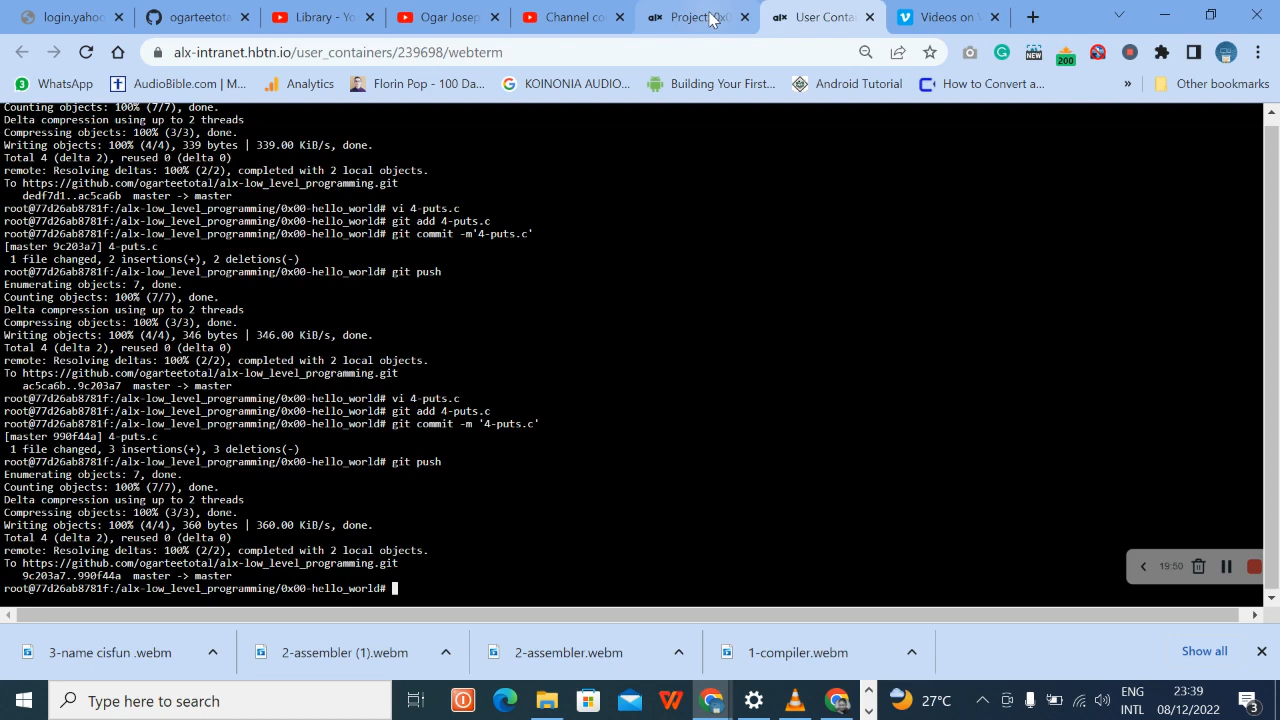 login.yahoo
ogarteetota
Library - Yo
Ogar Josep
Channel co
Project
User Conta
Videos on
alx-intranet.hbtn.io/user_containers/239698/webterm
NEW
200
3
WhatsApp
AudioBible.com | M...
Analytics
Florin Pop - 100 Da...
KOINONIA AUDIO...
Building Your First...
Android Tutorial
How to Convert a...
»
Other bookmarks
Counting objects: 100% (7/7), done.
Delta compression using up to 2 threads
Compressing objects: 100% (3/3), done.
Writing objects: 100% (4/4), 339 bytes | 339.00 KiB/s, done.
Total 4 (delta 2), reused 0 (delta 0)
remote: Resolving deltas: 100% (2/2), completed with 2 local objects.
To https://github.com/ogarteetotal/alx-low_level_programming.git
dedf7d1..ac5ca6b master -> master
root@77d26ab8781f:/alx-low_level_programming/0x00-hello_world# vi 4-puts.c
root@77d26ab8781f:/alx-low_level_programming/0x00-hello_world# git add 4-puts.c
root@77d26ab8781f:/alx-low_level_programming/0x00-hello_world# git commit -m'4-puts.c'
[master 9c203a7] 4-puts.c
1 file changed, 2 insertions(+), 2 deletions(-)
root@77d26ab8781f:/alx-low_level_programming/0x00-hello_world# git push
Enumerating objects: 7, done.
Counting objects: 100% (7/7), done.
Delta compression using up to 2 threads
Compressing objects: 100% (3/3), done.
Writing objects: 100% (4/4), 346 bytes | 346.00 KiB/s, done.
Total 4 (delta 2), reused 0 (delta 0)
remote: Resolving deltas: 100% (2/2), completed with 2 local objects.
To https://github.com/ogarteetotal/alx-low_level_programming.git
ac5ca6b..9c203a7 master -> master
root@77d26ab8781f:/alx-low_level_programming/0x00-hello_world# vi 4-puts.c
root@77d26ab8781f:/alx-low_level_programming/0x00-hello_world# git add 4-puts.c
root@77d26ab8781f:/alx-low_level_programming/0x00-hello_world# git commit -m '4-puts.c'
[master 990f44a] 4-puts.c
1 file changed, 3 insertions(+), 3 deletions(-)
root@77d26ab8781f:/alx-low_level_programming/0x00-hello_world# git push
Enumerating objects: 7, done.
Counting objects: 100% (7/7), done.
Delta compression using up to 2 threads
Compressing objects: 100% (3/3), done.
Writing objects: 100% (4/4), 360 bytes | 360.00 KiB/s, done.
Total 4 (delta 2), reused 0 (delta 0)
remote: Resolving deltas: 100% (2/2), completed with 2 local objects.
To https://github.com/ogarteetotal/alx-low_level_programming.git
9c203a7..990f44a master -> master
root@77d26ab8781f:/alx-low_level_programming/0x00-hello_world#
19:50
3-name cisfun .webm
2-assembler (1).webm
2-assembler.webm
1-compiler.webm
Show all
Type here to search
27°C
ENG
INTL
23:39
08/12/2022
3